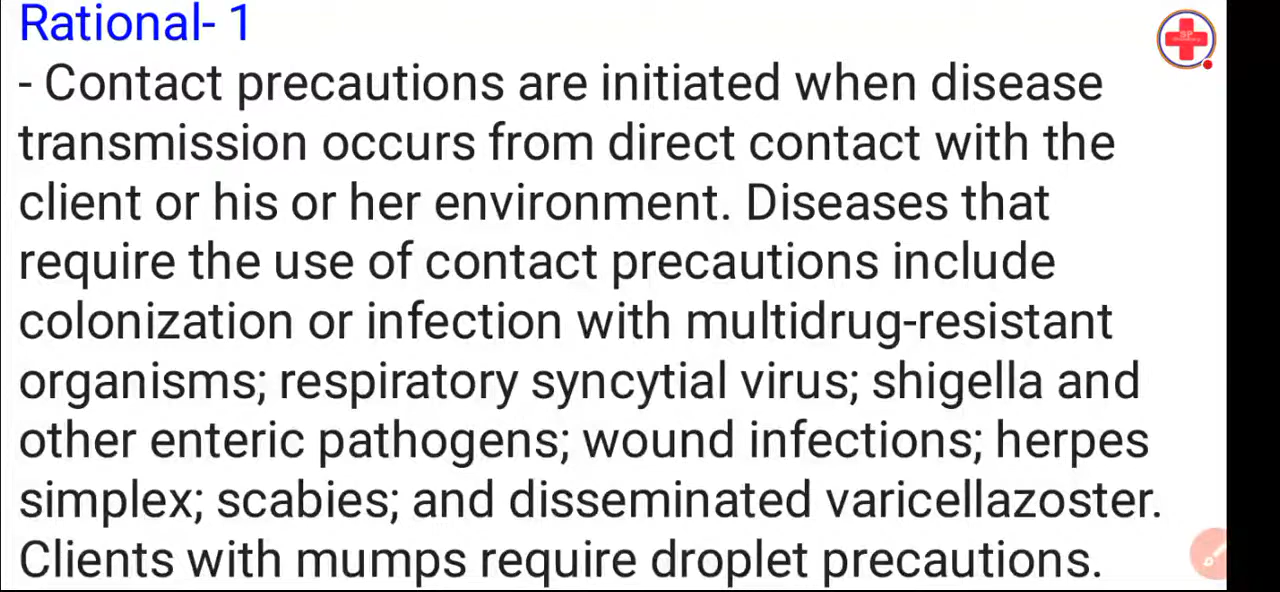 Rational- 1
- Contact precautions are initiated when disease
transmission occurs from direct contact with the
client or his or her environment. Diseases that
require the use of contact precautions include
colonization or infection with multidrug-resistant
organisms; respiratory syncytial virus; shigella and
other enteric pathogens; wound infections; herpes
simplex; scabies; and disseminated varicellazoster.
Clients with mumps require droplet precautions.
SP